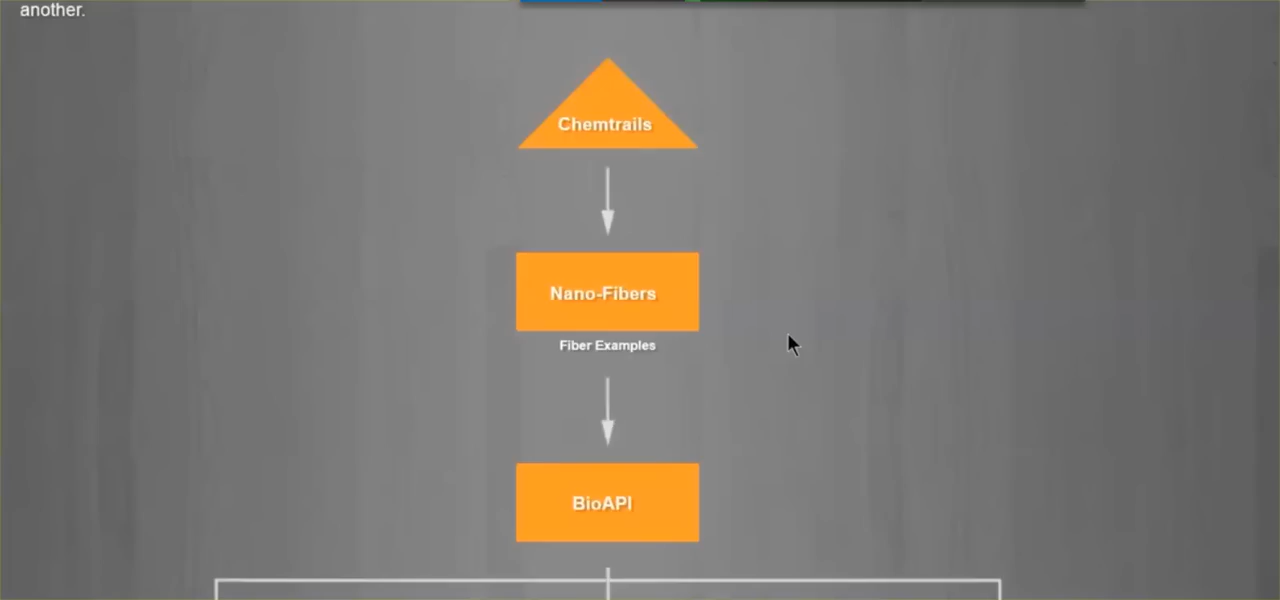 another.
Chemtrails
Nano-Fibers
Fiber Examples
BioAPI